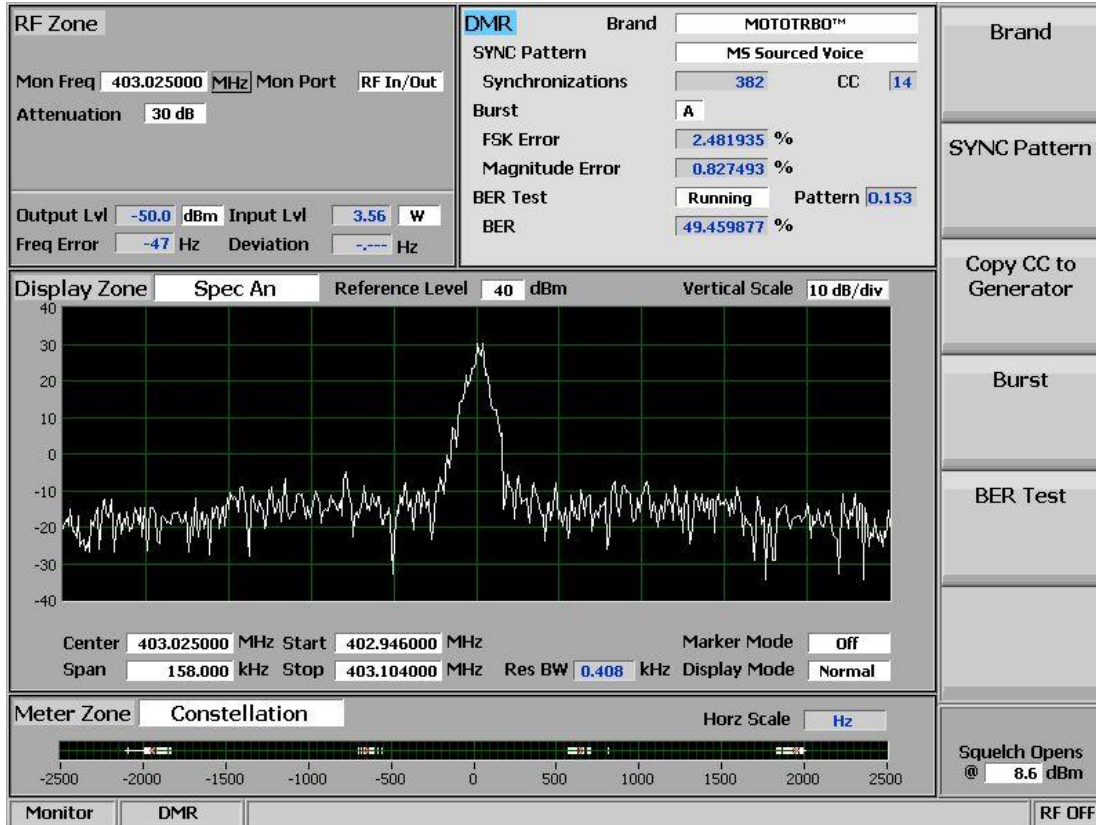 RF Zone
Mon Freq 403.025000 MHz Mon Port RF In/Out
Attenuation 30 dB
Output Lvl -50.0 dBm Input Lvl 3.56 W
Freq Error -47 Hz Deviation -.--- Hz
DMR Brand MOTOTRBO™
SYNC Pattern MS Sourced Voice
Synchronizations 382 CC 14
Burst A
FSK Error 2.481935 %
Magnitude Error 0.827493 %
BER Test Running Pattern 0.153
BER 49.459877 %
Display Zone Spec An Reference Level 40 dBm Vertical Scale 10 dB/div
40
30
20
10
0
-10
-20
-30
-40
Center 403.025000 MHz Start 402.946000 MHz Marker Mode Off
Span 158.000 kHz Stop 403.104000 MHz Res BW 0.408 kHz Display Mode Normal
Meter Zone Constellation Horz Scale Hz
-2500 -2000 -1500 -1000 -500 0 500 1000 1500 2000 2500
Brand
SYNC Pattern
Copy CC to
Generator
Burst
BER Test
Squelch Opens
@ 8.6 dBm
Monitor DMR RF OFF